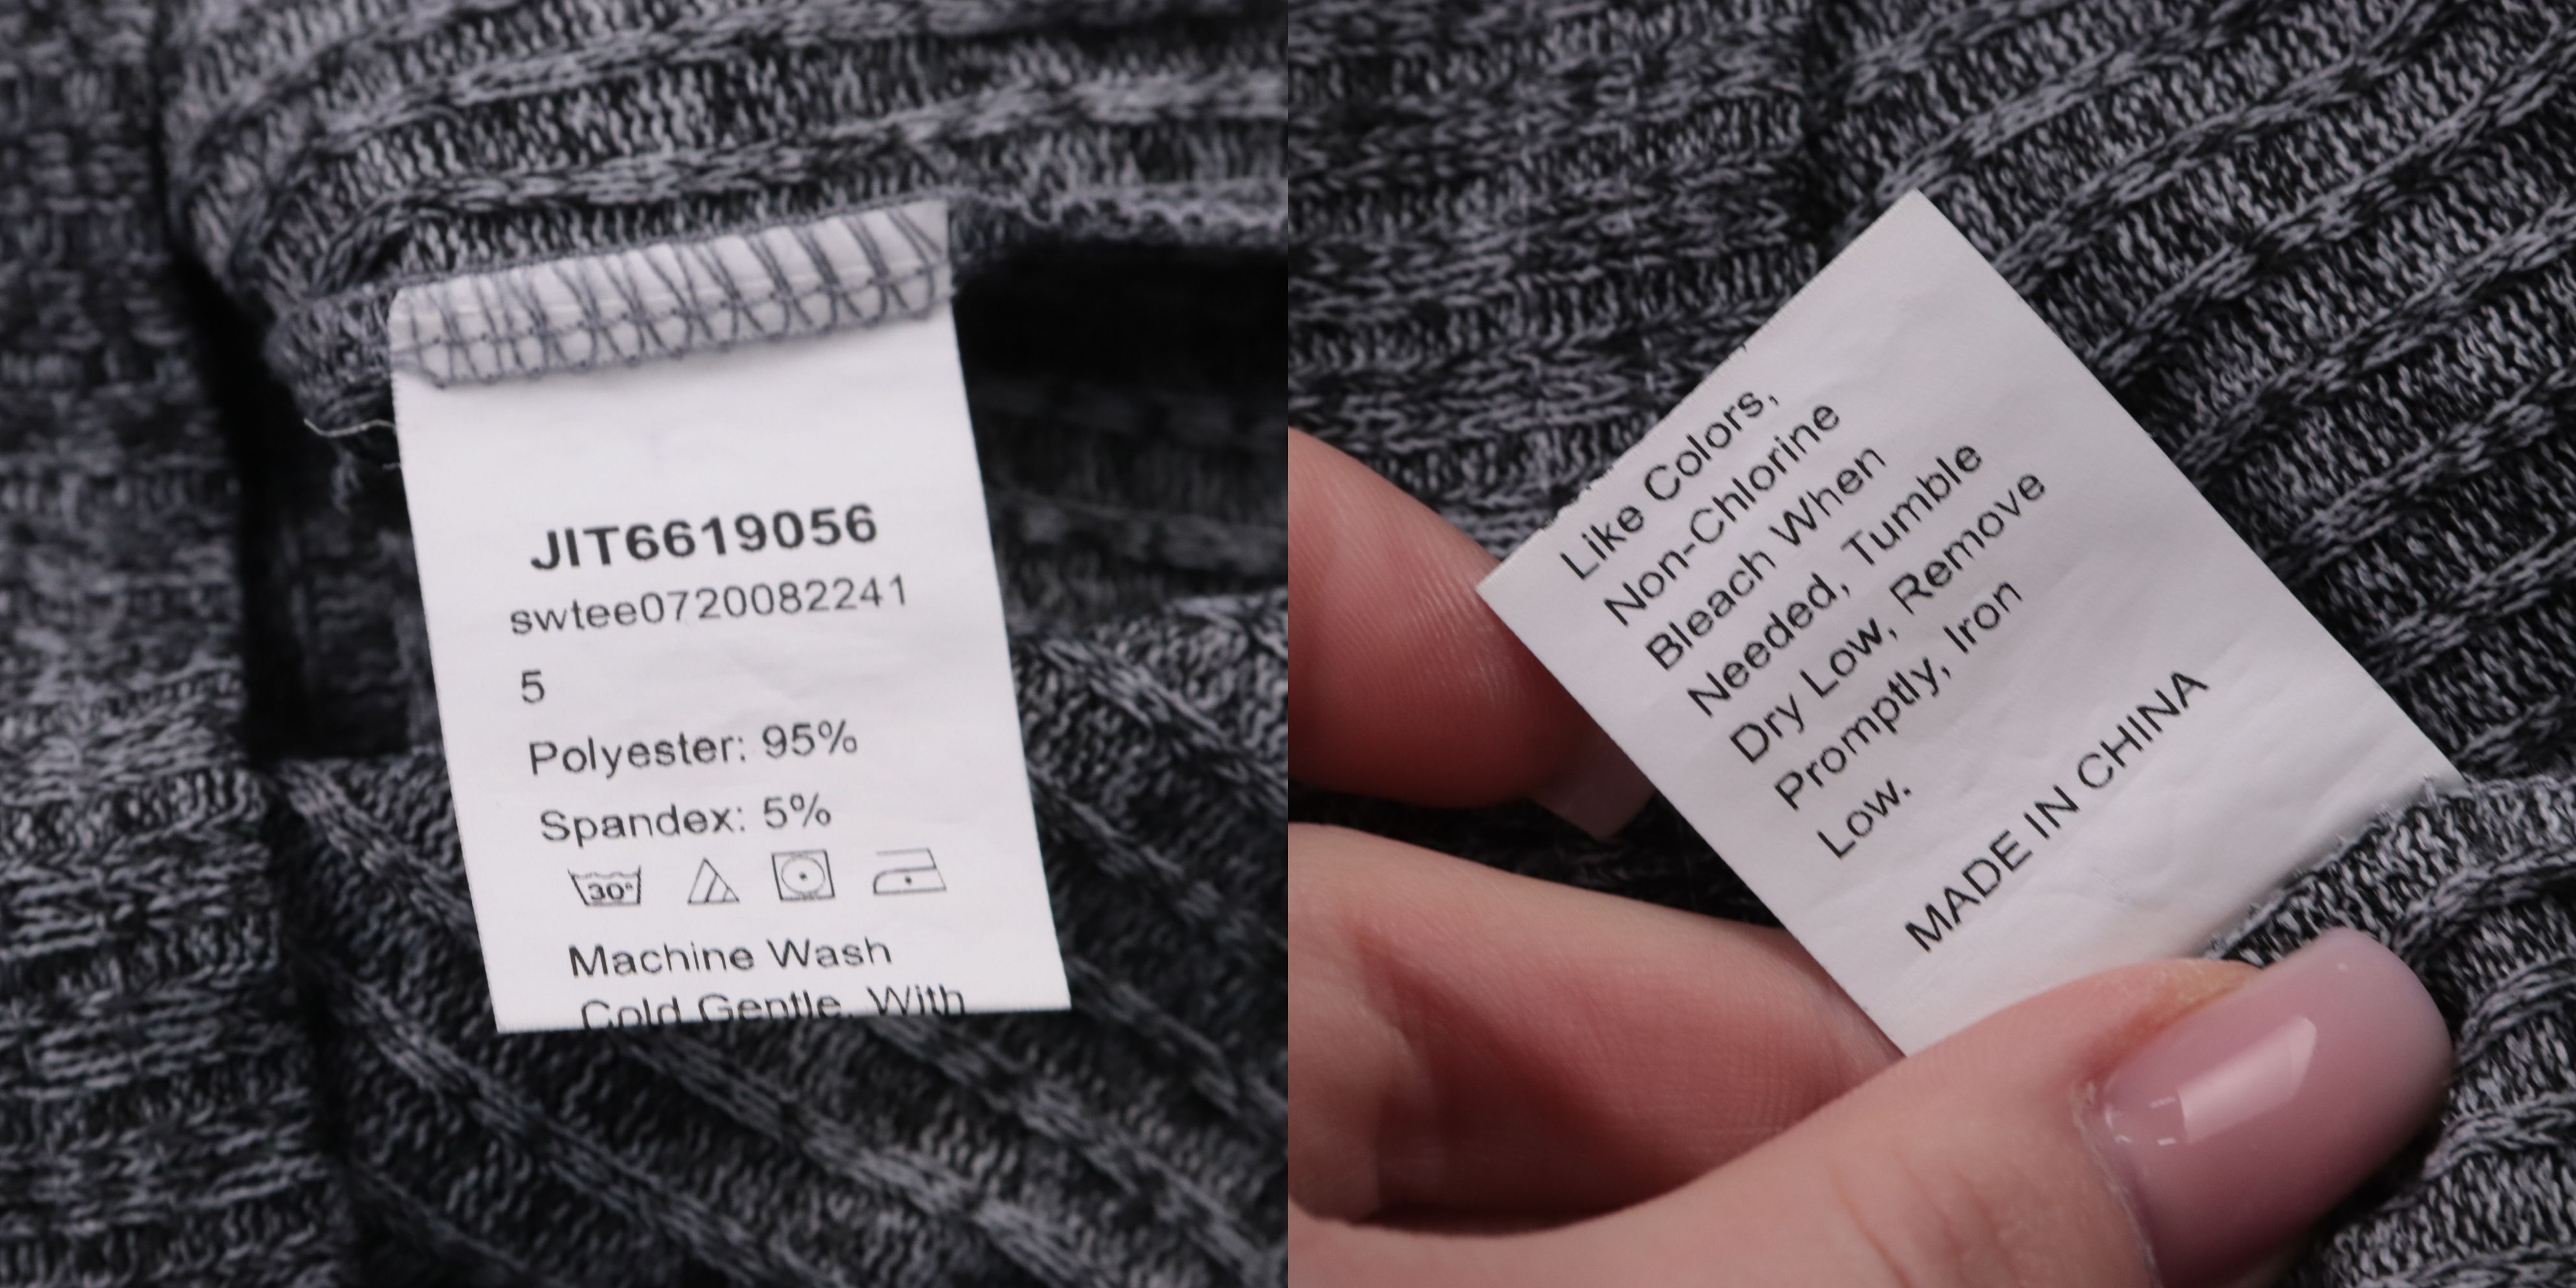 JIT6619056
swtee0720082241
5
Polyester: 95%
Spandex: 5%
30°
Machine Wash
Cold Gentle, With
Like Colors,
Non-Chlorine
Bleach When
Needed, Tumble
Dry Low, Remove
Promptly, Iron
Low.
MADE IN CHINA